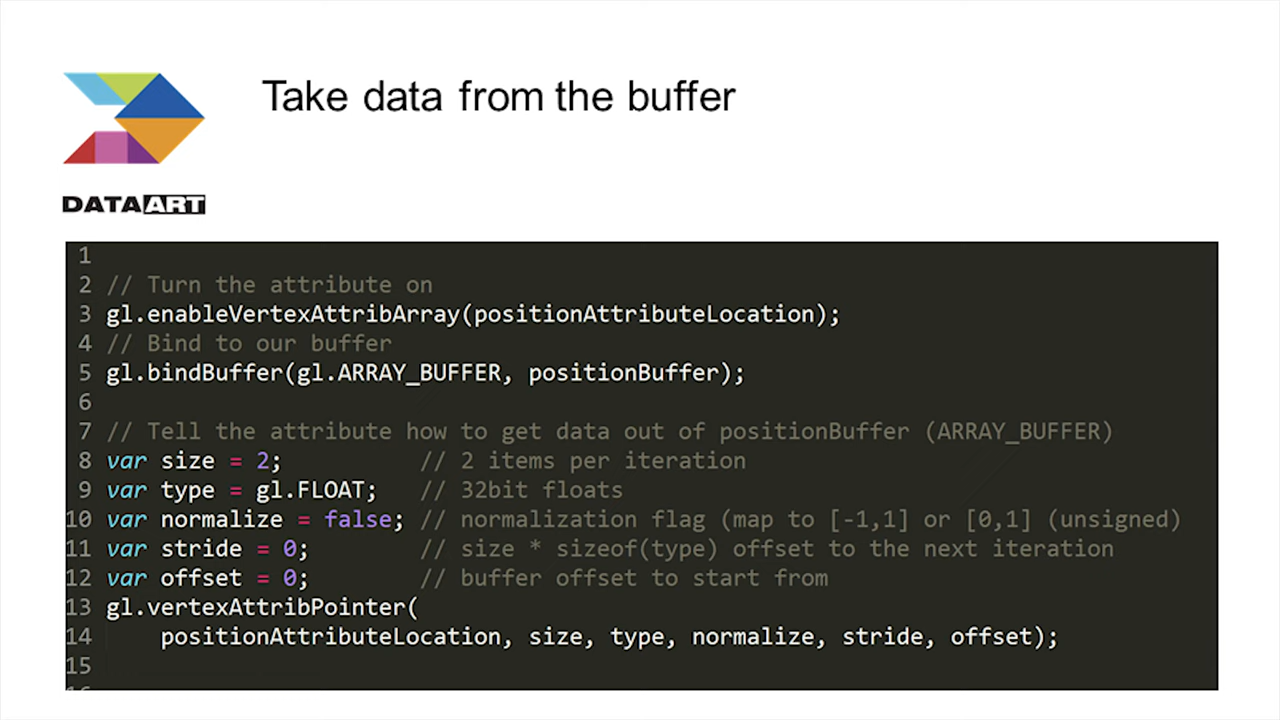 Take data from the buffer
DATAART
1
2 // Turn the attribute on
3 gl.enableVertexAttribArray(positionAttributeLocation);
4 // Bind to our buffer
5 gl.bindBuffer(gl.ARRAY_BUFFER, positionBuffer);
6
7 // Tell the attribute how to get data out of positionBuffer (ARRAY_BUFFER)
8 var size = 2;          // 2 items per iteration
9 var type = gl.FLOAT;   // 32bit floats
10 var normalize = false; // normalization flag (map to [-1,1] or [0,1] (unsigned)
11 var stride = 0;        // size * sizeof(type) offset to the next iteration
12 var offset = 0;        // buffer offset to start from
13 gl.vertexAttribPointer(
14     positionAttributeLocation, size, type, normalize, stride, offset);
15